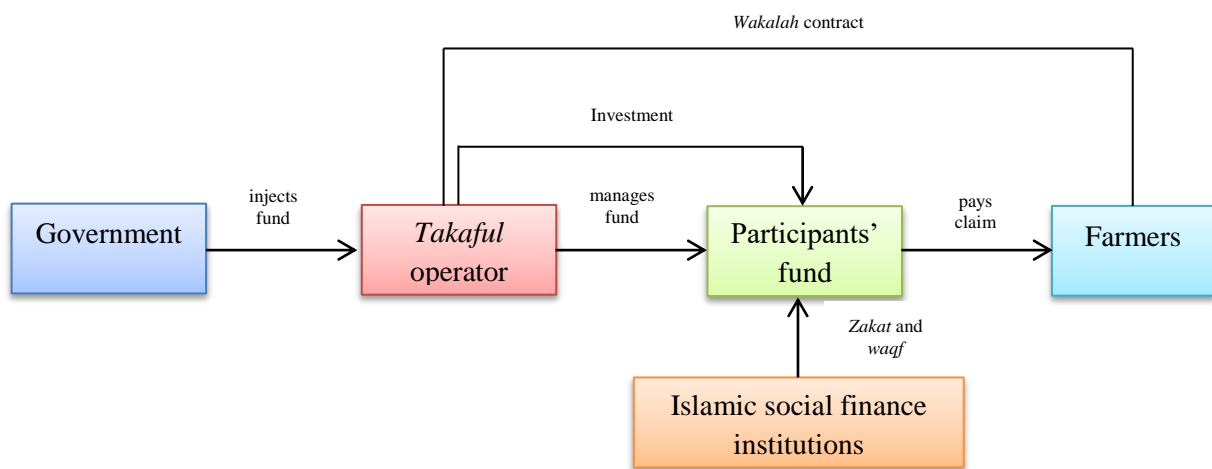 Wakalah contract
Investment
injects
fund
manages
fund
pays
claim
Government
Takaful
operator
Participants’
fund
Farmers
Zakat and
waqf
Islamic social finance
institutions